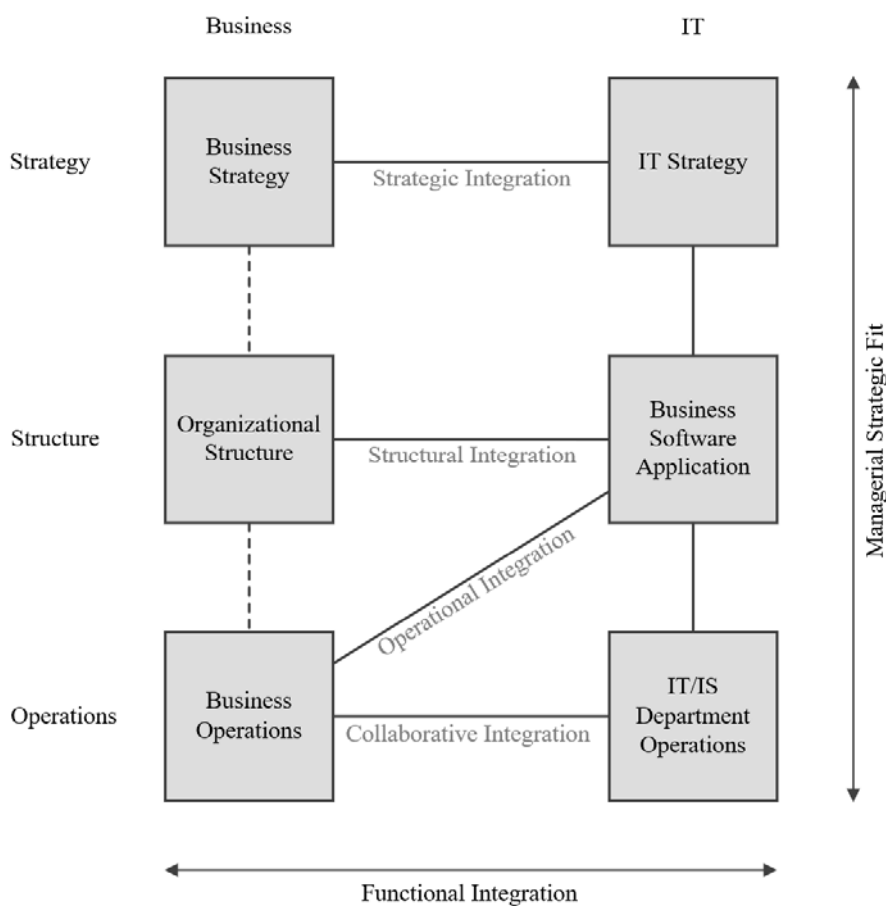 Business
IT
Strategy
Business
Strategy
Strategic Integration
IT Strategy
Structure
Organizational
Structure
Structural Integration
Business
Software
Application
Operational Integration
Operations
Business
Operations
Collaborative Integration
IT/IS
Department
Operations
Managerial Strategic Fit
Functional Integration